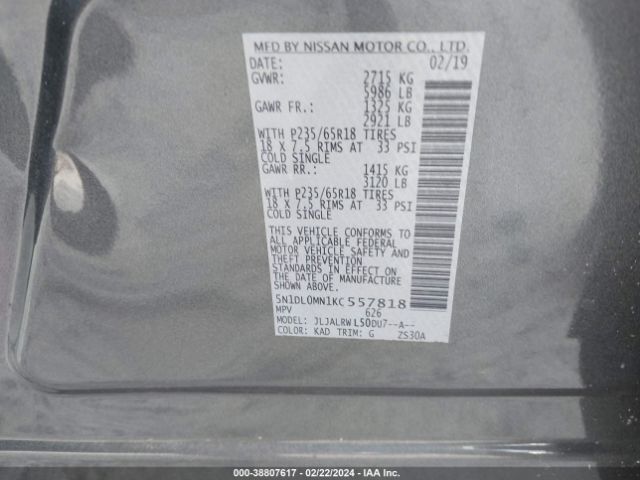 MFD BY NISSAN MOTOR CO., LTD.
DATE: 02/19
GVWR: 2715 KG
5986 LB
GAWR FR.: 1325 KG
2921 LB
WITH P235/65R18 TIRES
18 X 7.5 RIMS AT 33 PSI
COLD SINGLE
GAWR RR.: 1415 KG
3120 LB
WITH P235/65R18 TIRES
18 X 7.5 RIMS AT 33 PSI
COLD SINGLE
THIS VEHICLE CONFORMS TO
ALL APPLICABLE FEDERAL
MOTOR VEHICLE SAFETY AND
THEFT PREVENTION
STANDARDS IN EFFECT ON
THE DATE OF MANUFACTURE
SHOWN ABOVE.
5N1DL0MN1KC557818
MPV 626
MODEL: JLJALRWLS0DU7--A--
COLOR: KAD TRIM: G ZS30A
000-38807617 - 02/22/2024 - IAA Inc.